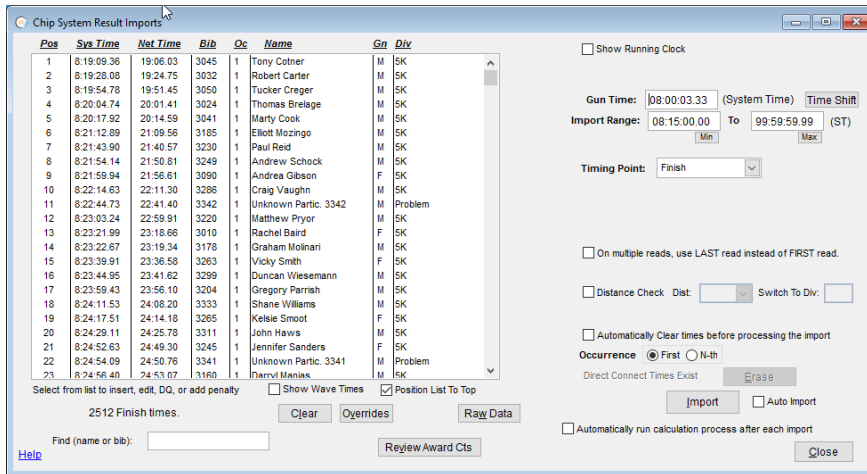 Chip System Result Imports
Pos Sys Time Net Time Bib Oc Name Gn Div
1 8:19:09.36 19:06.03 3045 1 Tony Cotner M 5K
2 8:19:28.08 19:24.75 3032 1 Robert Carter M 5K
3 8:19:54.78 19:51.45 3050 1 Tucker Creger M 5K
4 8:20:04.74 20:01.41 3024 1 Thomas Brelage M 5K
5 8:20:17.92 20:14.59 3041 1 Marty Cook M 5K
6 8:21:12.89 21:09.56 3185 1 Elliott Mozingo M 5K
7 8:21:43.90 21:40.57 3230 1 Paul Reid M 5K
8 8:21:54.14 21:50.81 3249 1 Andrew Schock M 5K
9 8:21:59.94 21:56.61 3090 1 Andrea Gibson F 5K
10 8:22:14.63 22:11.30 3286 1 Craig Vaughn M 5K
11 8:22:44.73 22:41.40 3342 1 Unknown Partic. 3342 M Problem
12 8:23:03.24 22:59.91 3220 1 Matthew Pryor M 5K
13 8:23:21.99 23:18.66 3010 1 Rachel Baird F 5K
14 8:23:22.67 23:19.34 3178 1 Graham Molinari M 5K
15 8:23:39.91 23:36.58 3263 1 Vicky Smith F 5K
16 8:23:44.95 23:41.62 3299 1 Duncan Wiesemann M 5K
17 8:23:59.43 23:56.10 3204 1 Gregory Parrish M 5K
18 8:24:11.53 24:08.20 3333 1 Shane Williams M 5K
19 8:24:17.51 24:14.18 3265 1 Kelsie Smoot F 5K
20 8:24:29.11 24:25.78 3311 1 John Haws M 5K
21 8:24:52.63 24:49.30 3245 1 Jennifer Sanders F 5K
22 8:24:54.09 24:50.76 3341 1 Unknown Partic. 3341 M Problem
23 8:24:56.40 24:53.07 3160 1 Darryl Manias M 5K
Select from list to insert, edit, DQ, or add penalty Show Wave Times Position List To Top
2512 Finish times. Clear Overrides Raw Data
Find (name or bib): Review Award Cts
Help
Show Running Clock
Gun Time: 08:00:03.33 (System Time) Time Shift
Import Range: 08:15:00.00 To 99:59:59.99 (ST)
Min Max
Timing Point: Finish
On multiple reads, use LAST read instead of FIRST read.
Distance Check Dist: Switch To Div:
Automatically Clear times before processing the import
Occurrence First N-th
Direct Connect Times Exist Erase
Import Auto Import
Automatically run calculation process after each import
Close